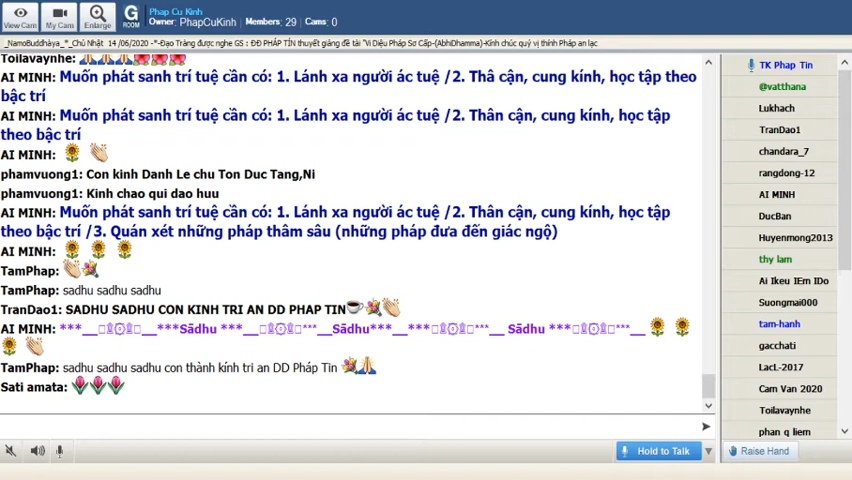 View Cam
My Cam
Enlarge
G
ROOM
Phap Cu Kinh
Owner: PhapCuKinh Members: 29 Cams: 0
_NamoBuddhàya_*_Chủ Nhật 14 /06/2020 -*-Đạo Tràng được nghe GS : ĐĐ PHÁP TÍN thuyết giảng đề tài "Vi Diệu Pháp Sơ Cấp-(AbhiDhamma)-Kính chúc quý vị thính Pháp an lạc
Toilavaynhe:
AI MINH: Muốn phát sanh trí tuệ cần có: 1. Lánh xa người ác tuệ /2. Thâ cận, cung kính, học tập theo
bậc trí
AI MINH: Muốn phát sanh trí tuệ cần có: 1. Lánh xa người ác tuệ /2. Thân cận, cung kính, học tập
theo bậc trí
AI MINH:
phamvuong1: Con kinh Danh Le chu Ton Duc Tang,Ni
phamvuong1: Kinh chao qui dao huu
AI MINH: Muốn phát sanh trí tuệ cần có: 1. Lánh xa người ác tuệ /2. Thân cận, cung kính, học tập
theo bậc trí /3. Quán xét những pháp thâm sâu (những pháp đưa đến giác ngộ)
AI MINH:
TamPhap:
TamPhap: sadhu sadhu sadhu
TranDao1: SADHU SADHU CON KINH TRI AN DD PHAP TIN
AI MINH: ***__ __***Sādhu ***__ ***__Sādhu***__***  ***__ Sādhu *** ***__
TamPhap: sadhu sadhu sadhu con thành kính tri an DD Pháp Tin
Sati amata:
Hold to Talk
TK Phap Tin
@vatthana
Lukhach
TranDao1
chandara_7
rangdong-12
AI MINH
DucBan
Huyenmong2013
thy lam
Ai Ikeu IEm IDo
Suongmai000
tam-hanh
gacchati
LacL-2017
Cam Van 2020
Toilavaynhe
phan q liem
Raise Hand